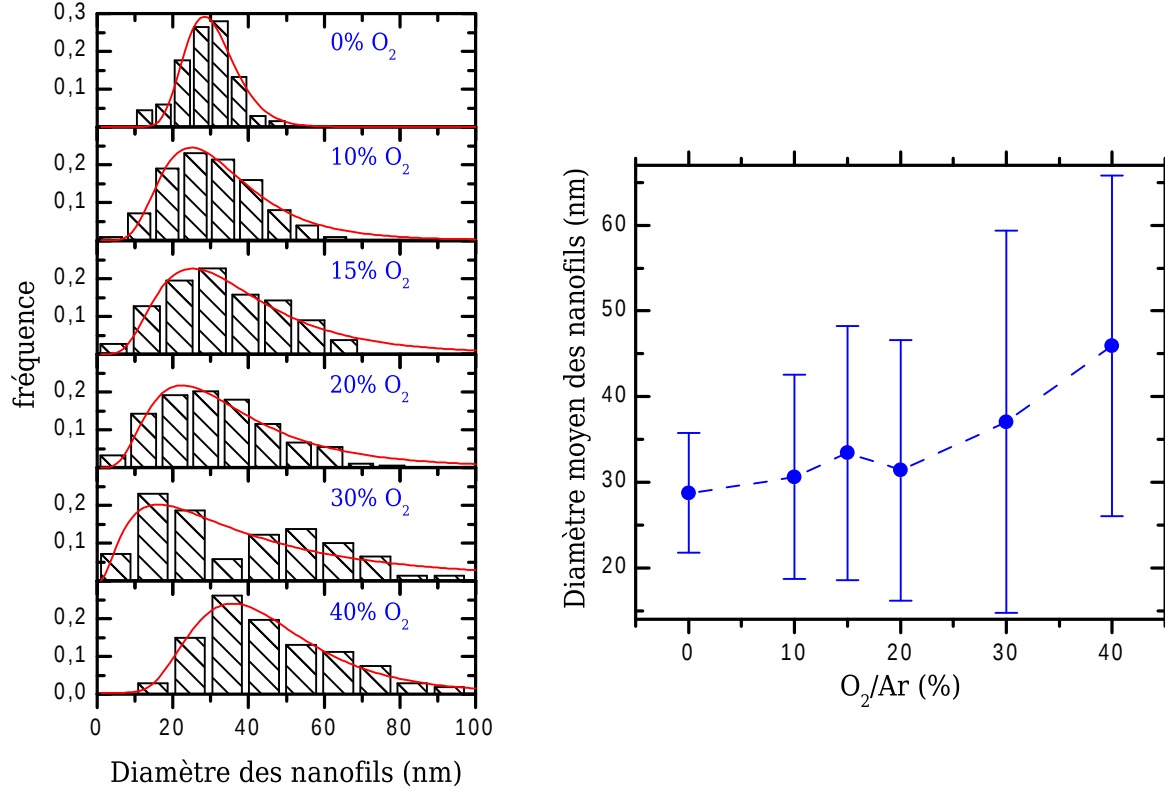 0,3
0,2
0,1
0% O2
0,2
0,1
10% O2
0,2
0,1
15% O2
0,2
0,1
20% O2
0,2
0,1
30% O2
0,2
0,1
0,0
40% O2
0 20 40 60 80 100
fréquence
Diamètre des nanofils (nm)
60
50
40
30
20
0 10 20 30 40
Diamètre moyen des nanofils (nm)
O2/Ar (%)